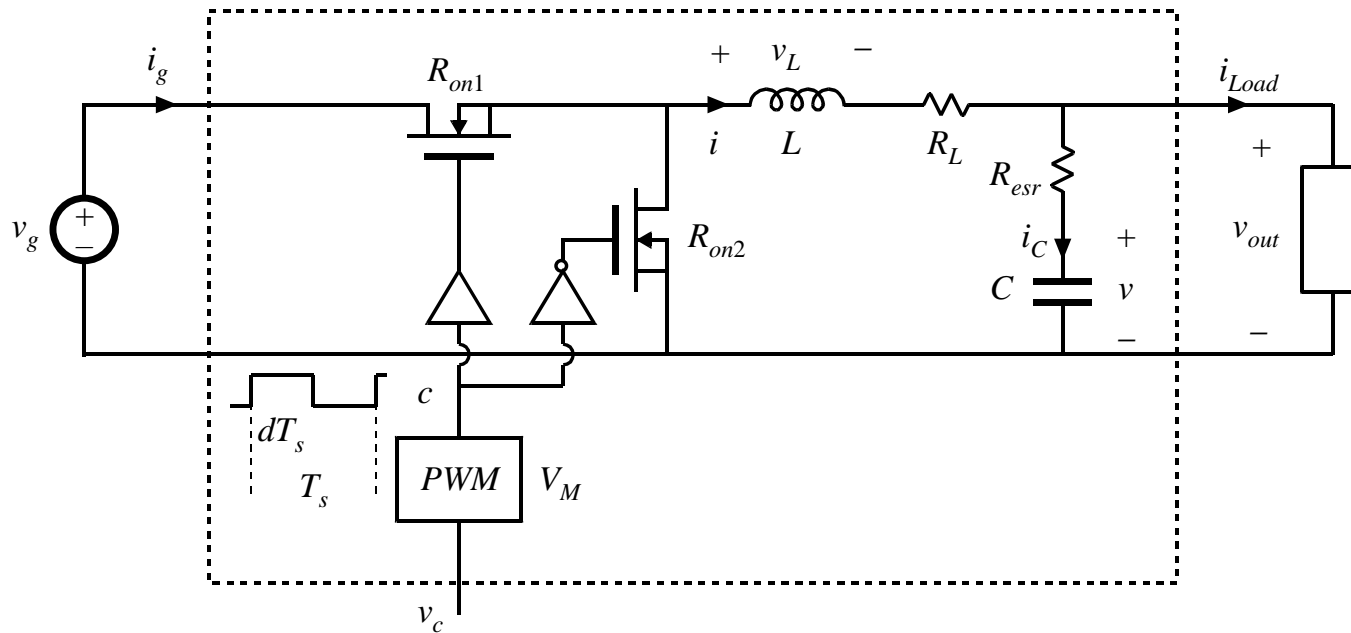 i_g
R_on1
+ v_L −
i_Load
i
L
R_L
+
R_esr
v_g
+
−
R_on2
i_C
+
v_out
C
v
−
−
c
dT_s
T_s
PWM
V_M
v_c